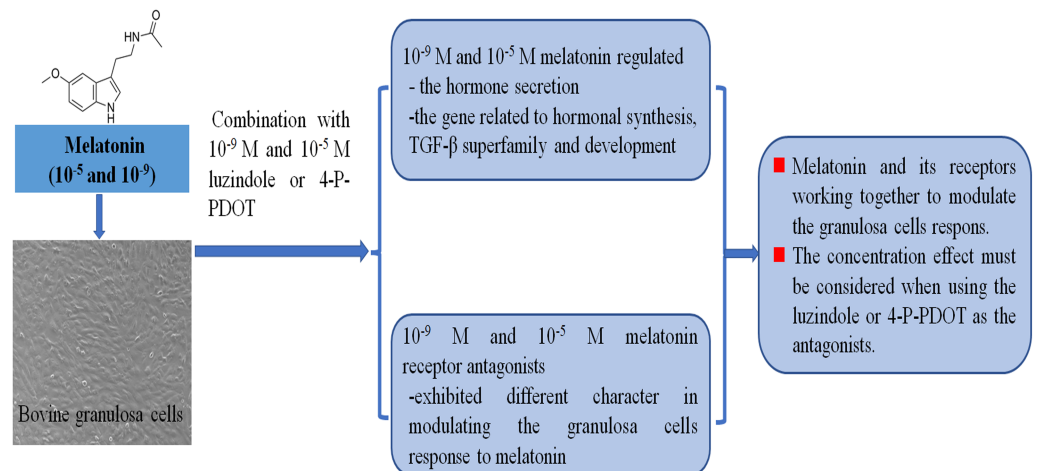 O
HN
O
N
H
Melatonin
(10⁻⁵ and 10⁻⁹)
Bovine granulosa cells
Combination with
10⁻⁹ M and 10⁻⁵ M
luzindole or 4-P-
PDOT
10⁻⁹ M and 10⁻⁵ M melatonin regulated
- the hormone secretion
-the gene related to hormonal synthesis,
TGF-β superfamily and development
10⁻⁹ M and 10⁻⁵ M melatonin
receptor antagonists
-exhibited different character in
modulating the granulosa cells
response to melatonin
Melatonin and its receptors
working together to modulate
the granulosa cells respons.
The concentration effect must
be considered when using the
luzindole or 4-P-PDOT as the
antagonists.